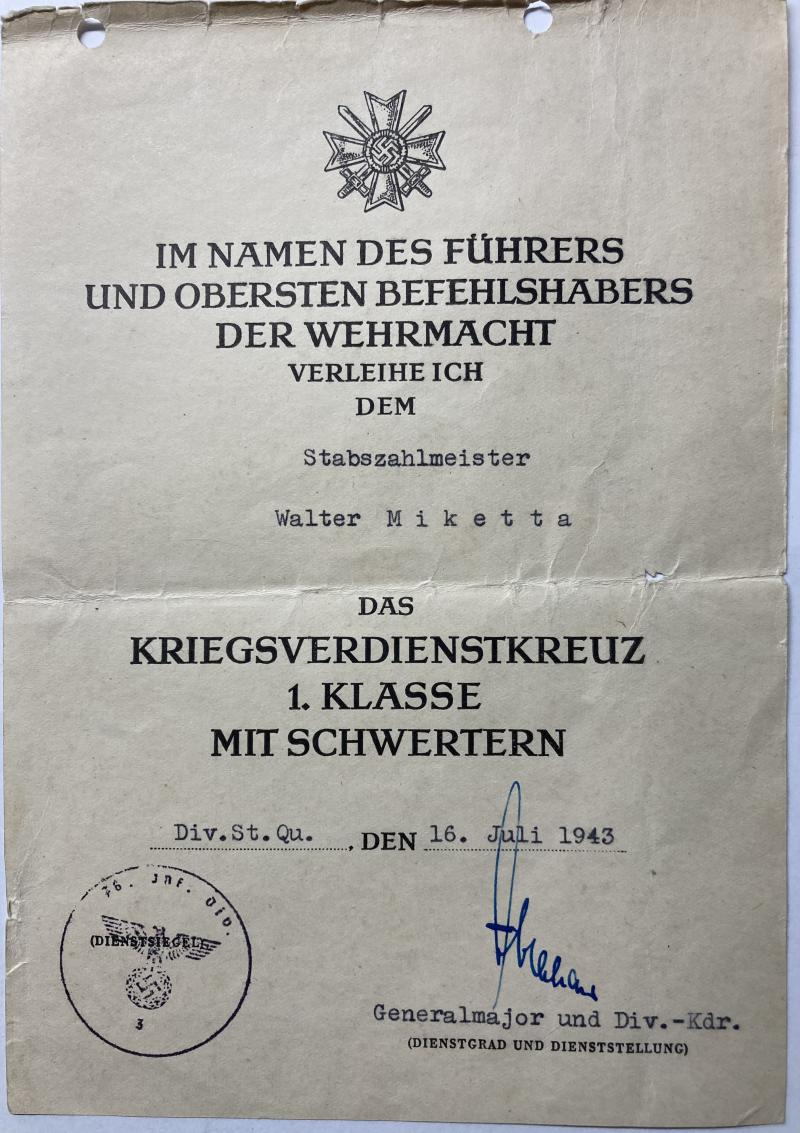 IM NAMEN DES FÜHRERS
UND OBERSTEN BEFEHLSHABERS
DER WEHRMACHT
VERLEIHE ICH
DEM
Stabszahlmeister
Walter M i k e t t a
DAS
KRIEGSVERDIENSTKREUZ
1. KLASSE
MIT SCHWERTERN
Div.St.Qu. , DEN 16. Juli 1943
76. Inf. Div.
(DIENSTSIEGEL)
3
Abraham
Generalmajor und Div.-Kdr.
(DIENSTGRAD UND DIENSTSTELLUNG)